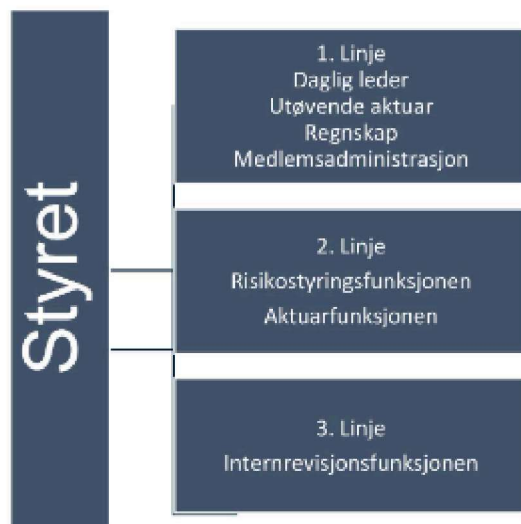 Styret
1. Linje
Daglig leder
Utøvende aktuar
Regnskap
Medlemsadministrasjon
2. Linje
Risikostyringsfunksjonen
Aktuarfunksjonen
3. Linje
Internrevisjonsfunksjonen